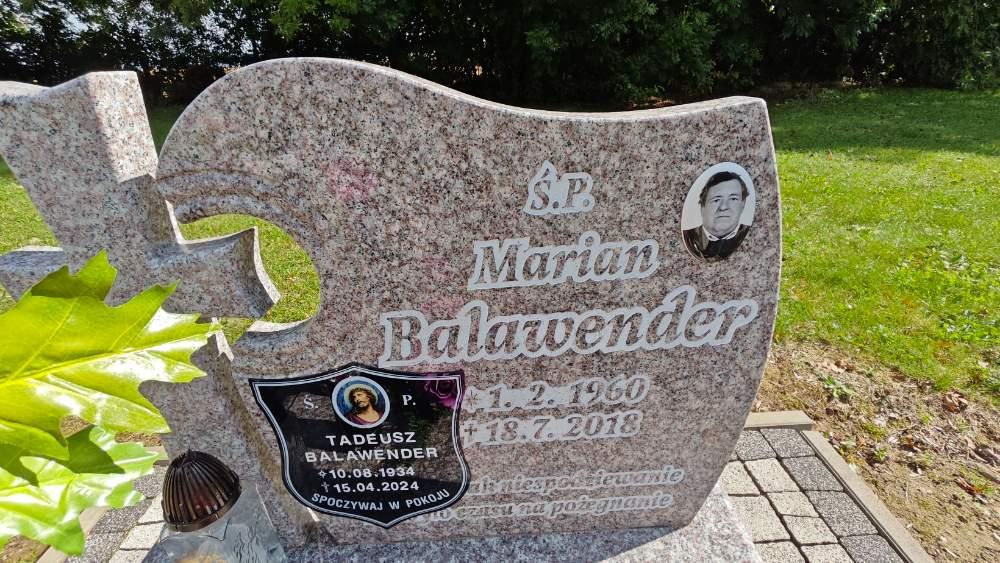 Ś.P.
Marian
Balawender
1. 2. 1960
† 18. 7. 2018
niespodziewanie
czasu na pożegnanie
Ś. P.
TADEUSZ
BALAWENDER
10.08.1934
† 15.04.2024
SPOCZYWAJ W POKOJU